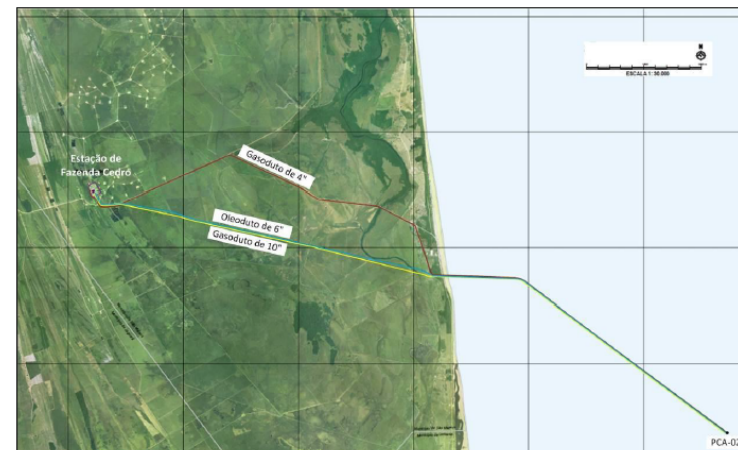 N
ESCALA 1: 30.000
Gasoduto de 4"
Estação de
Fazenda Cedro
Oleoduto de 6"
Gasoduto de 10"
PCA-02